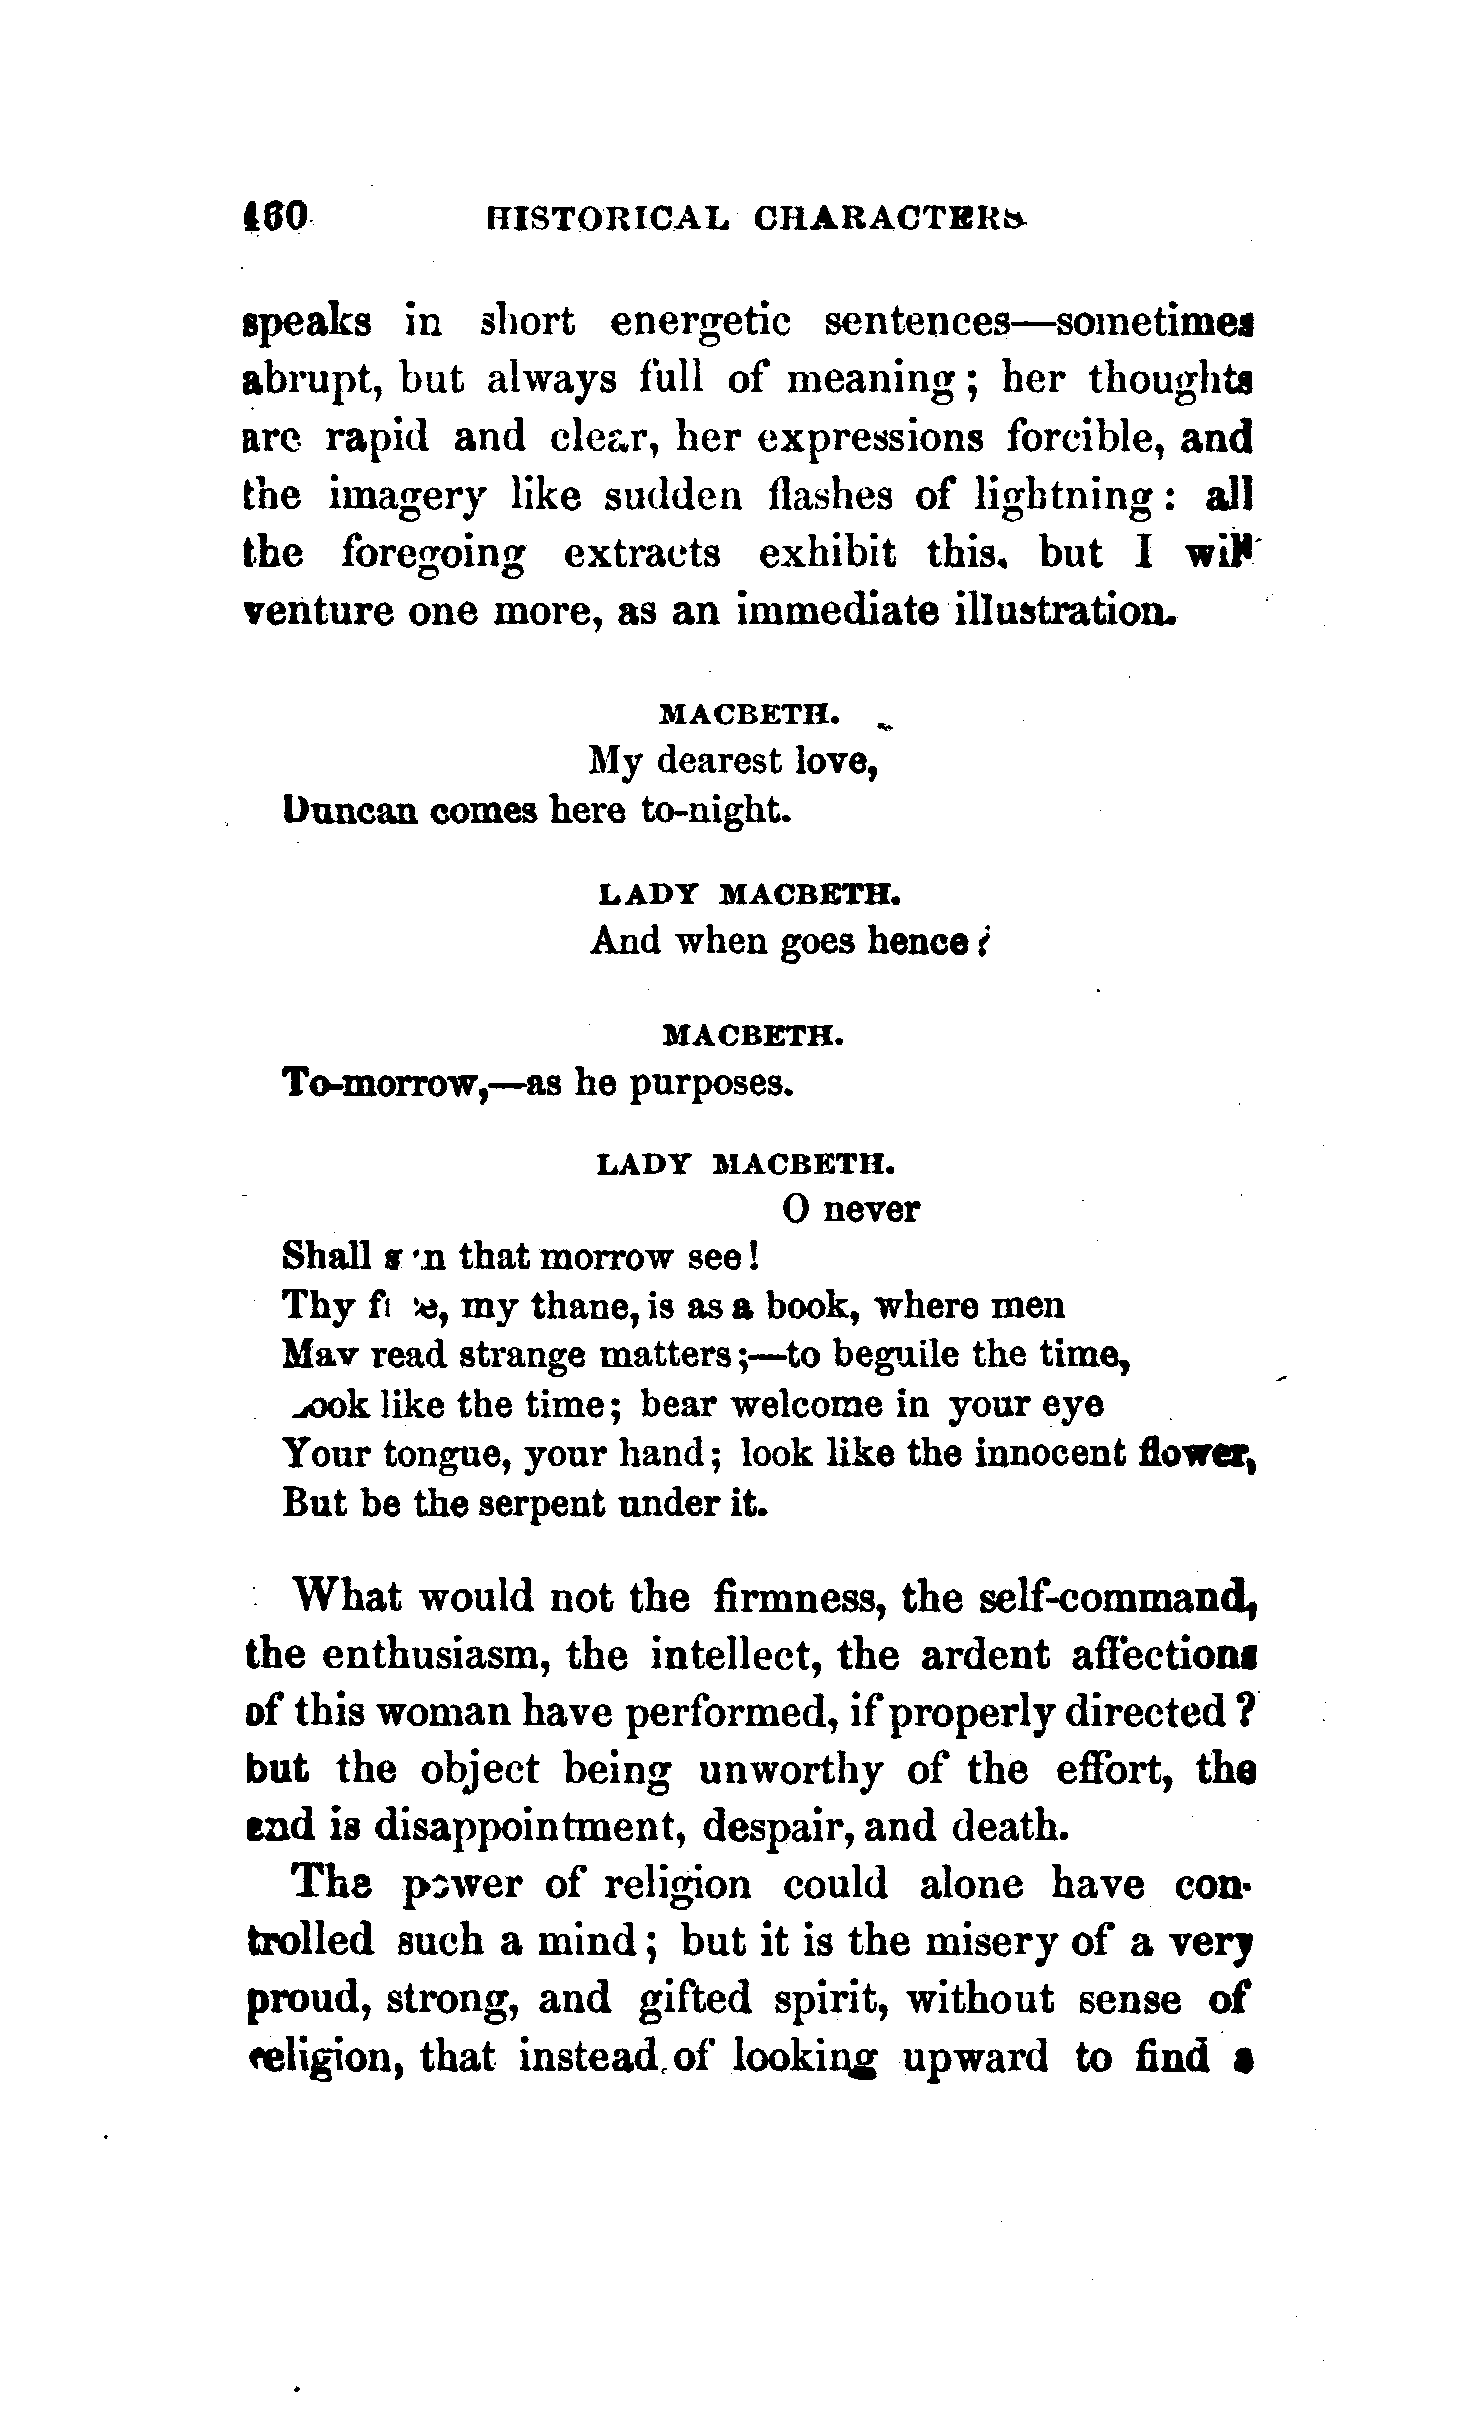 460 HISTORICAL CHARACTERS
speaks in short energetic sentences—sometimes
abrupt, but always full of meaning; her thoughts
are rapid and clear, her expressions forcible, and
the imagery like sudden flashes of lightning: all
the foregoing extracts exhibit this, but I will
venture one more, as an immediate illustration.
MACBETH.
My dearest love,
Duncan comes here to-night.
LADY MACBETH.
And when goes hence?
MACBETH.
To-morrow,—as he purposes.
LADY MACBETH.
O never
Shall sun that morrow see!
Thy face, my thane, is as a book, where men
May read strange matters;—to beguile the time,
Look like the time; bear welcome in your eye
Your tongue, your hand; look like the innocent flower,
But be the serpent under it.
What would not the firmness, the self-command,
the enthusiasm, the intellect, the ardent affections
of this woman have performed, if properly directed?
but the object being unworthy of the effort, the
end is disappointment, despair, and death.
The power of religion could alone have con-
trolled such a mind; but it is the misery of a very
proud, strong, and gifted spirit, without sense of
religion, that instead of looking upward to find a